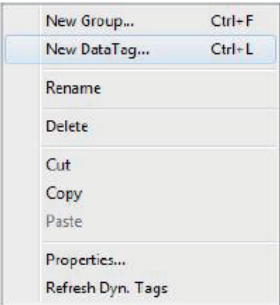 New Group... Ctrl+F
New DataTag... Ctrl+L
Rename
Delete
Cut
Copy
Paste
Properties...
Refresh Dyn. Tags